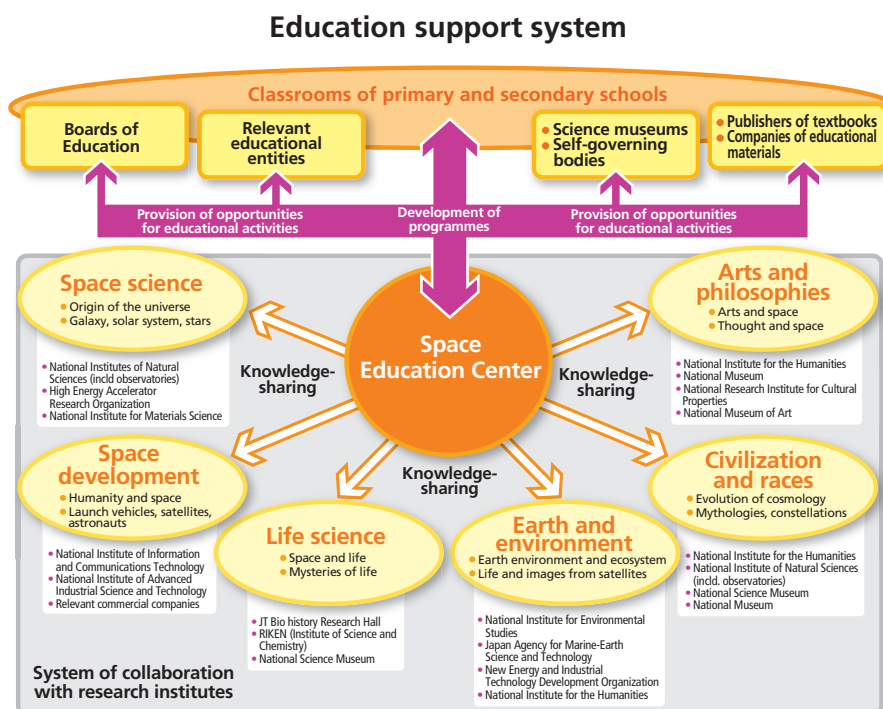 Education support system
Classrooms of primary and secondary schools
Boards of
Education
Relevant
educational
entities
• Science museums
• Self-governing
bodies
• Publishers of textbooks
• Companies of educational
materials
Provision of opportunities
for educational activities
Development of
programmes
Provision of opportunities
for educational activities
Space science
• Origin of the universe
• Galaxy, solar system, stars
• National Institutes of Natural
Sciences (incld observatories)
• High Energy Accelerator
Research Organization
• National Institute for Materials Science
Knowledge-
sharing
Space
Education Center
Knowledge-
sharing
Arts and
philosophies
• Arts and space
• Thought and space
• National Institute for the Humanities
• National Museum
• National Research Institute for Cultural
Properties
• National Museum of Art
Space
development
• Humanity and space
• Launch vehicles, satellites,
astronauts
• National Institute of Information
and Communications Technology
• National Institute of Advanced
Industrial Science and Technology
• Relevant commercial companies
Knowledge-
sharing
Life science
• Space and life
• Mysteries of life
• JT Bio history Research Hall
• RIKEN (Institute of Science and
Chemistry)
• National Science Museum
Earth and
environment
• Earth environment and ecosystem
• Life and images from satellites
• National Institute for Environmental
Studies
• Japan Agency for Marine-Earth
Science and Technology
• New Energy and Industrial
Technology Development Organization
• National Institute for the Humanities
Civilization
and races
• Evolution of cosmology
• Mythologies, constellations
• National Institute for the Humanities
• National Institute of Natural Sciences
(incld. observatories)
• National Science Museum
• National Museum
System of collaboration
with research institutes